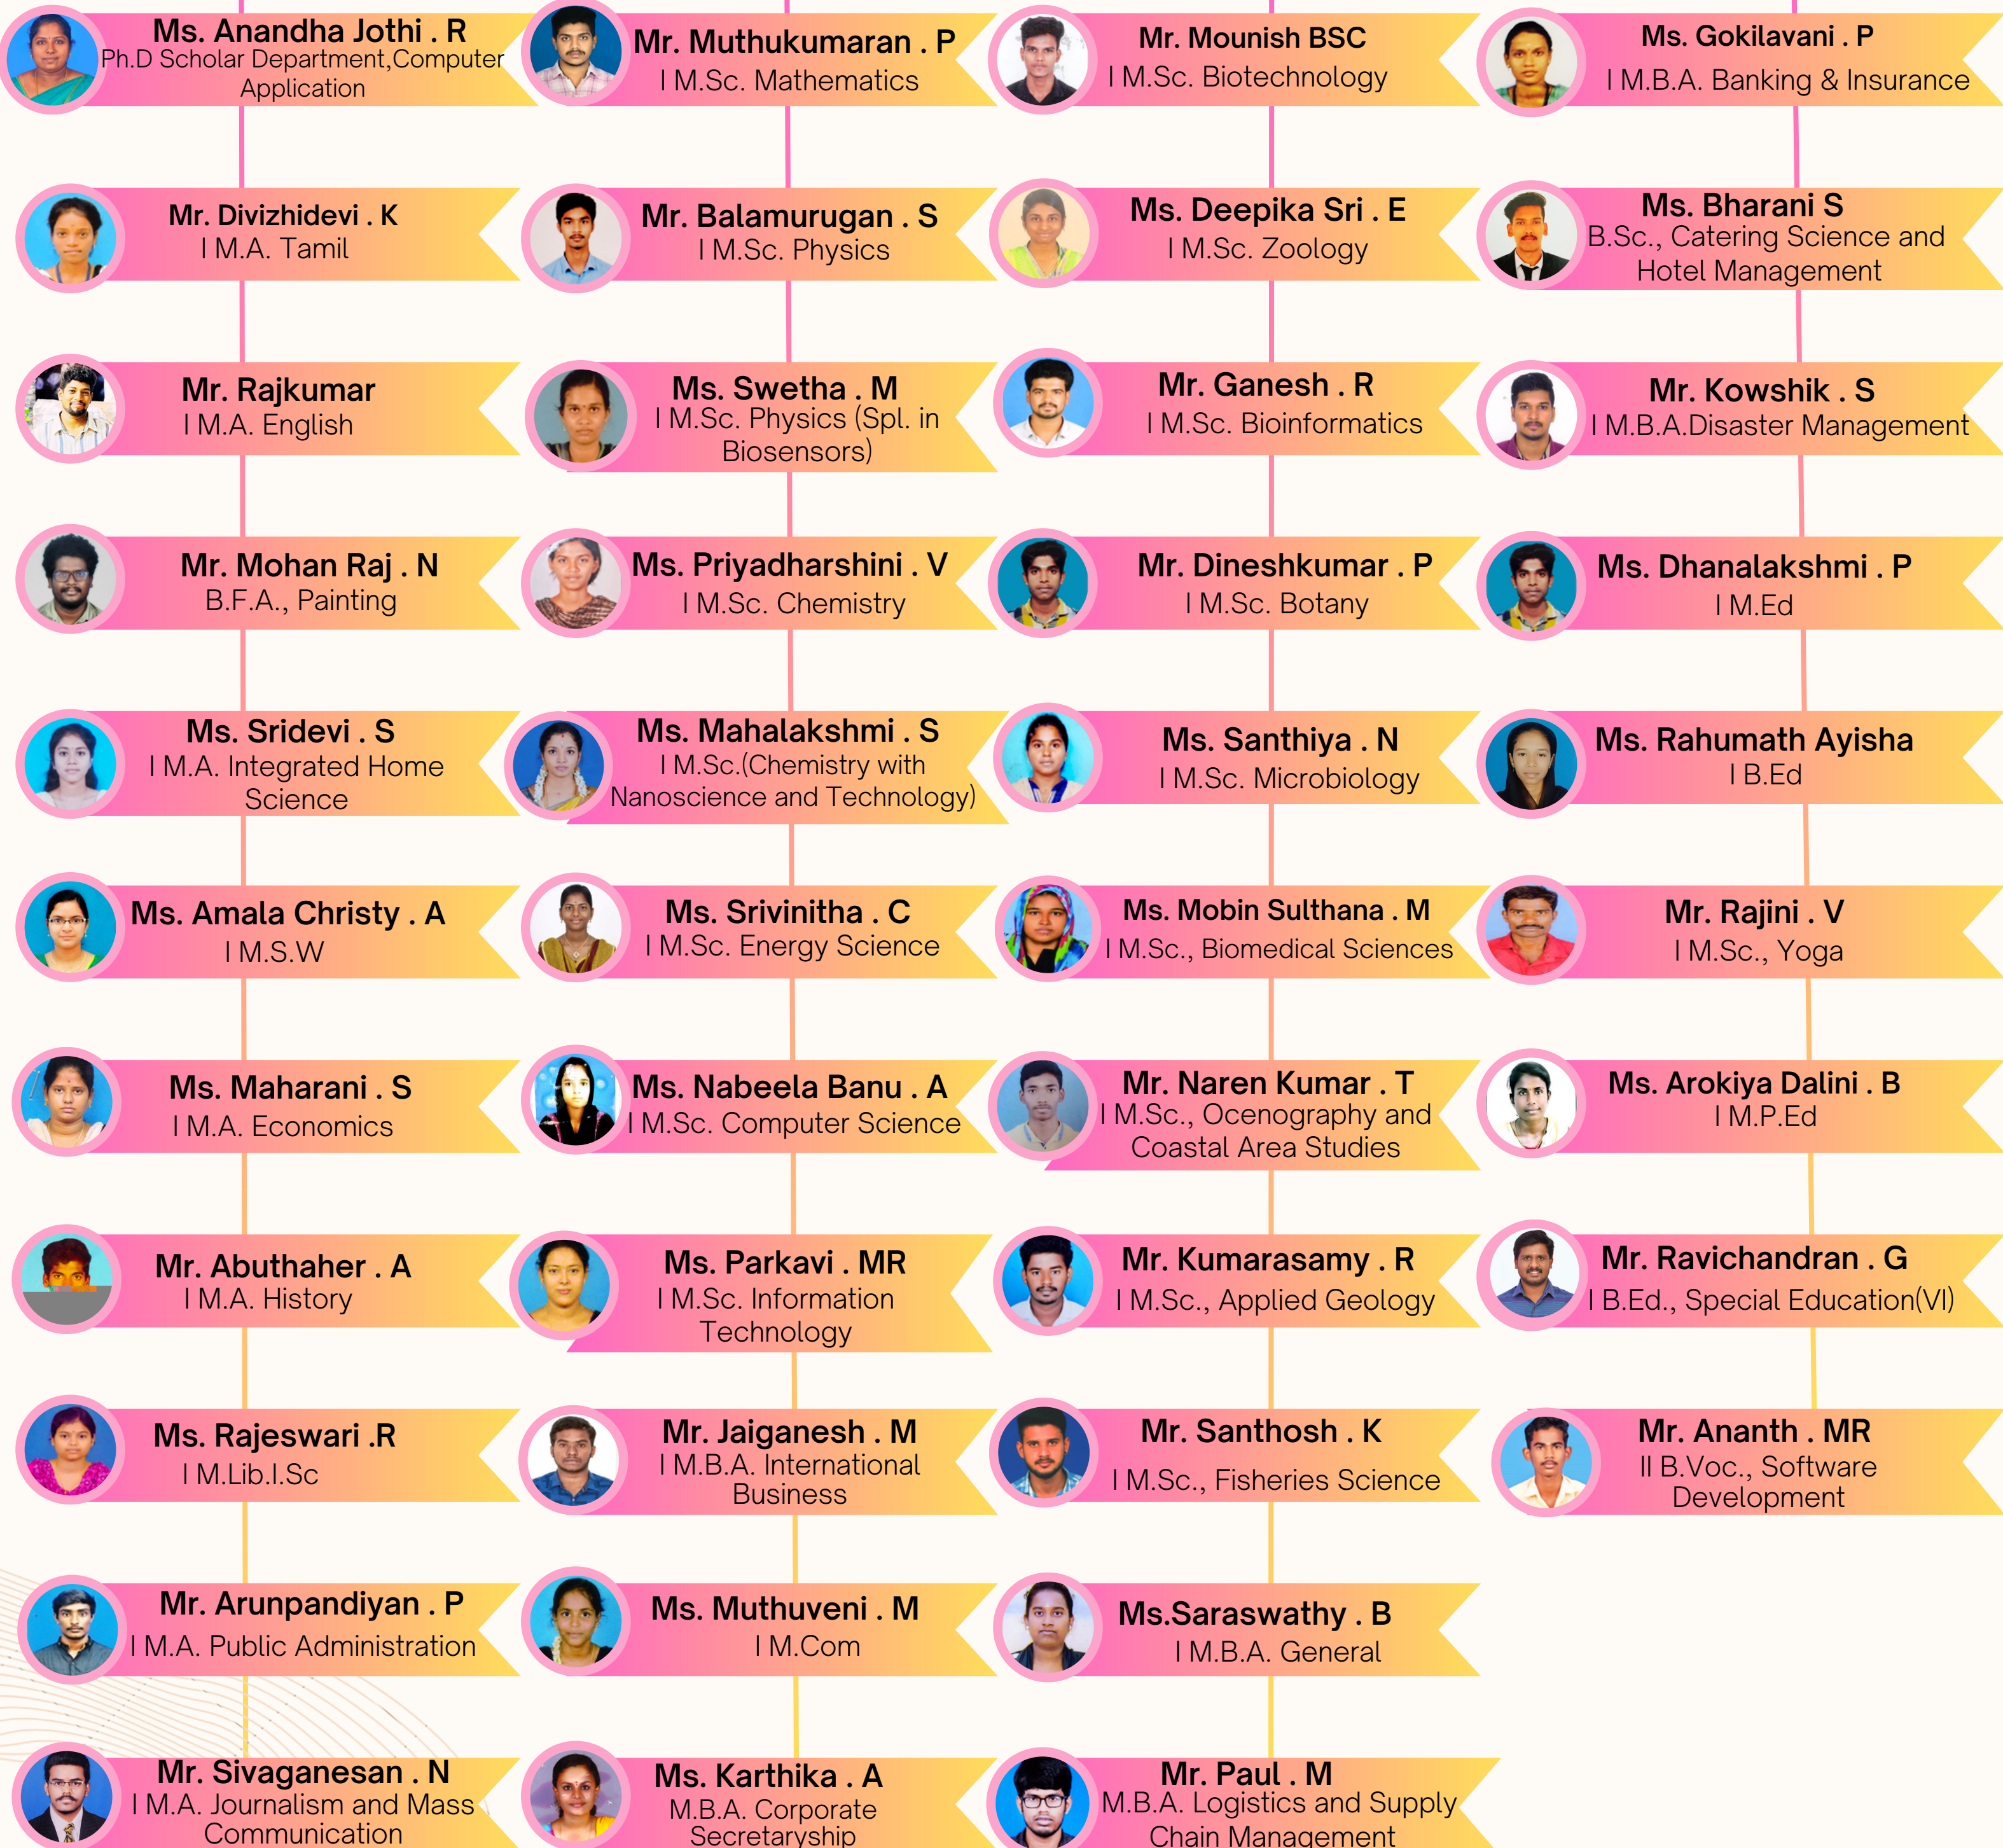 Ms. Anandha Jothi . R
Ph.D Scholar Department,Computer
Application
Mr. Muthukumaran . P
I M.Sc. Mathematics
Mr. Mounish BSC
I M.Sc. Biotechnology
Ms. Gokilavani . P
I M.B.A. Banking & Insurance
Mr. Divizhidevi . K
I M.A. Tamil
Mr. Balamurugan . S
I M.Sc. Physics
Ms. Deepika Sri . E
I M.Sc. Zoology
Ms. Bharani S
B.Sc., Catering Science and
Hotel Management
Mr. Rajkumar
I M.A. English
Ms. Swetha . M
I M.Sc. Physics (Spl. in
Biosensors)
Mr. Ganesh . R
I M.Sc. Bioinformatics
Mr. Kowshik . S
I M.B.A.Disaster Management
Mr. Mohan Raj . N
B.F.A., Painting
Ms. Priyadharshini . V
I M.Sc. Chemistry
Mr. Dineshkumar . P
I M.Sc. Botany
Ms. Dhanalakshmi . P
I M.Ed
Ms. Sridevi . S
I M.A. Integrated Home
Science
Ms. Mahalakshmi . S
I M.Sc.(Chemistry with
Nanoscience and Technology)
Ms. Santhiya . N
I M.Sc. Microbiology
Ms. Rahumath Ayisha
I B.Ed
Ms. Amala Christy . A
I M.S.W
Ms. Srivinitha . C
I M.Sc. Energy Science
Ms. Mobin Sulthana . M
I M.Sc., Biomedical Sciences
Mr. Rajini . V
I M.Sc., Yoga
Ms. Maharani . S
I M.A. Economics
Ms. Nabeela Banu . A
I M.Sc. Computer Science
Mr. Naren Kumar . T
I M.Sc., Ocenography and
Coastal Area Studies
Ms. Arokiya Dalini . B
I M.P.Ed
Mr. Abuthaher . A
I M.A. History
Ms. Parkavi . MR
I M.Sc. Information
Technology
Mr. Kumarasamy . R
I M.Sc., Applied Geology
Mr. Ravichandran . G
I B.Ed., Special Education(VI)
Ms. Rajeswari .R
I M.Lib.I.Sc
Mr. Jaiganesh . M
I M.B.A. International
Business
Mr. Santhosh . K
I M.Sc., Fisheries Science
Mr. Ananth . MR
II B.Voc., Software
Development
Mr. Arunpandiyan . P
I M.A. Public Administration
Ms. Muthuveni . M
I M.Com
Ms.Saraswathy . B
I M.B.A. General
Mr. Sivaganesan . N
I M.A. Journalism and Mass
Communication
Ms. Karthika . A
M.B.A. Corporate
Secretaryship
Mr. Paul . M
M.B.A. Logistics and Supply
Chain Management